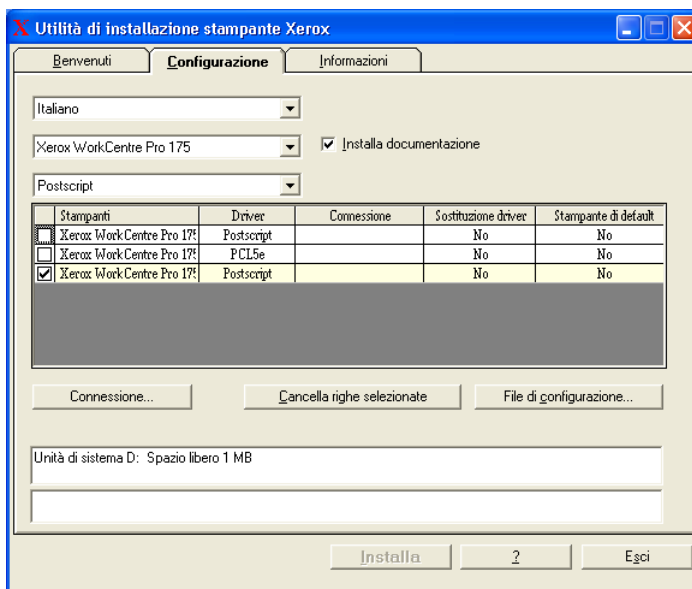 X Utilità di installazione stampante Xerox
Benvenuti Configurazione Informazioni
Italiano
Xerox WorkCentre Pro 175 Installa documentazione
Postscript
Stampanti Driver Connessione Sostituzione driver Stampante di default
Xerox WorkCentre Pro 175 Postscript No No
Xerox WorkCentre Pro 175 PCL5e No No
Xerox WorkCentre Pro 175 Postscript No No
Connessione... Cancella righe selezionate File di configurazione...
Unità di sistema D: Spazio libero 1 MB
Installa ? Esci